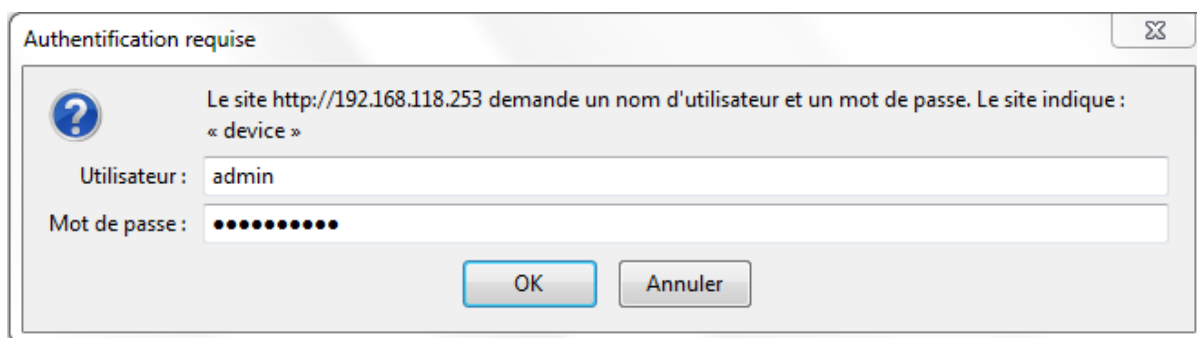 Authentification requise
Le site http://192.168.118.253 demande un nom d'utilisateur et un mot de passe. Le site indique :
« device »
Utilisateur : admin
Mot de passe : ●●●●●●●●●●
OK Annuler